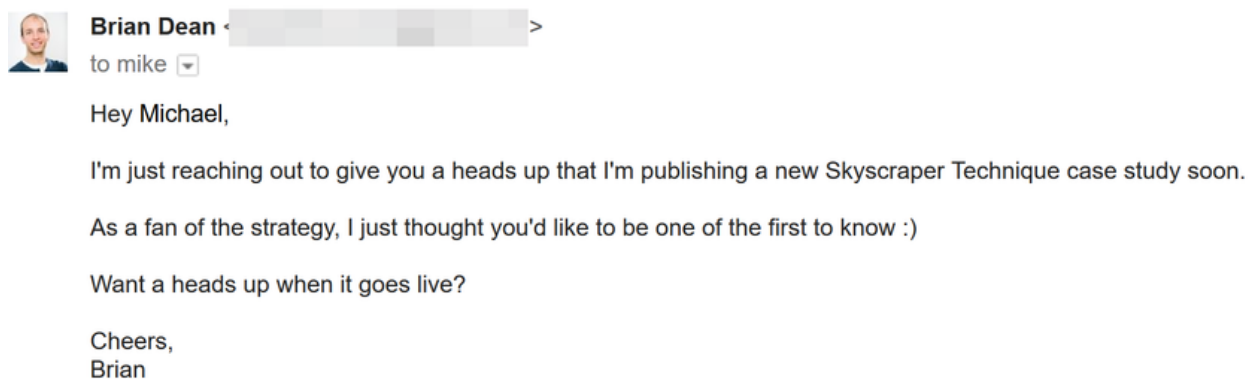 Brian Dean < >
to mike
Hey Michael,
I'm just reaching out to give you a heads up that I'm publishing a new Skyscraper Technique case study soon.
As a fan of the strategy, I just thought you'd like to be one of the first to know :)
Want a heads up when it goes live?
Cheers,
Brian